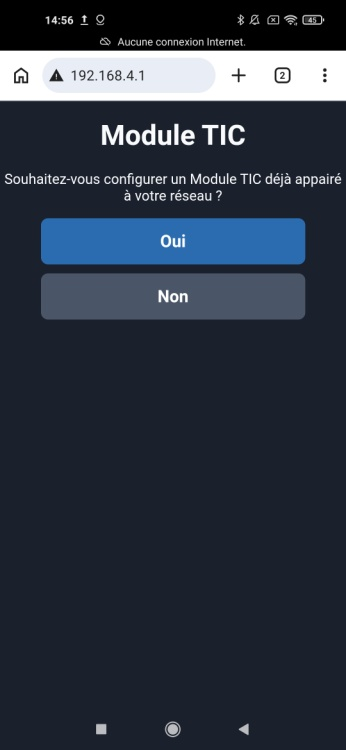 14:56
45
Aucune connexion Internet.
192.168.4.1
2
Module TIC
Souhaitez-vous configurer un Module TIC déjà appairé
à votre réseau ?
Oui
Non